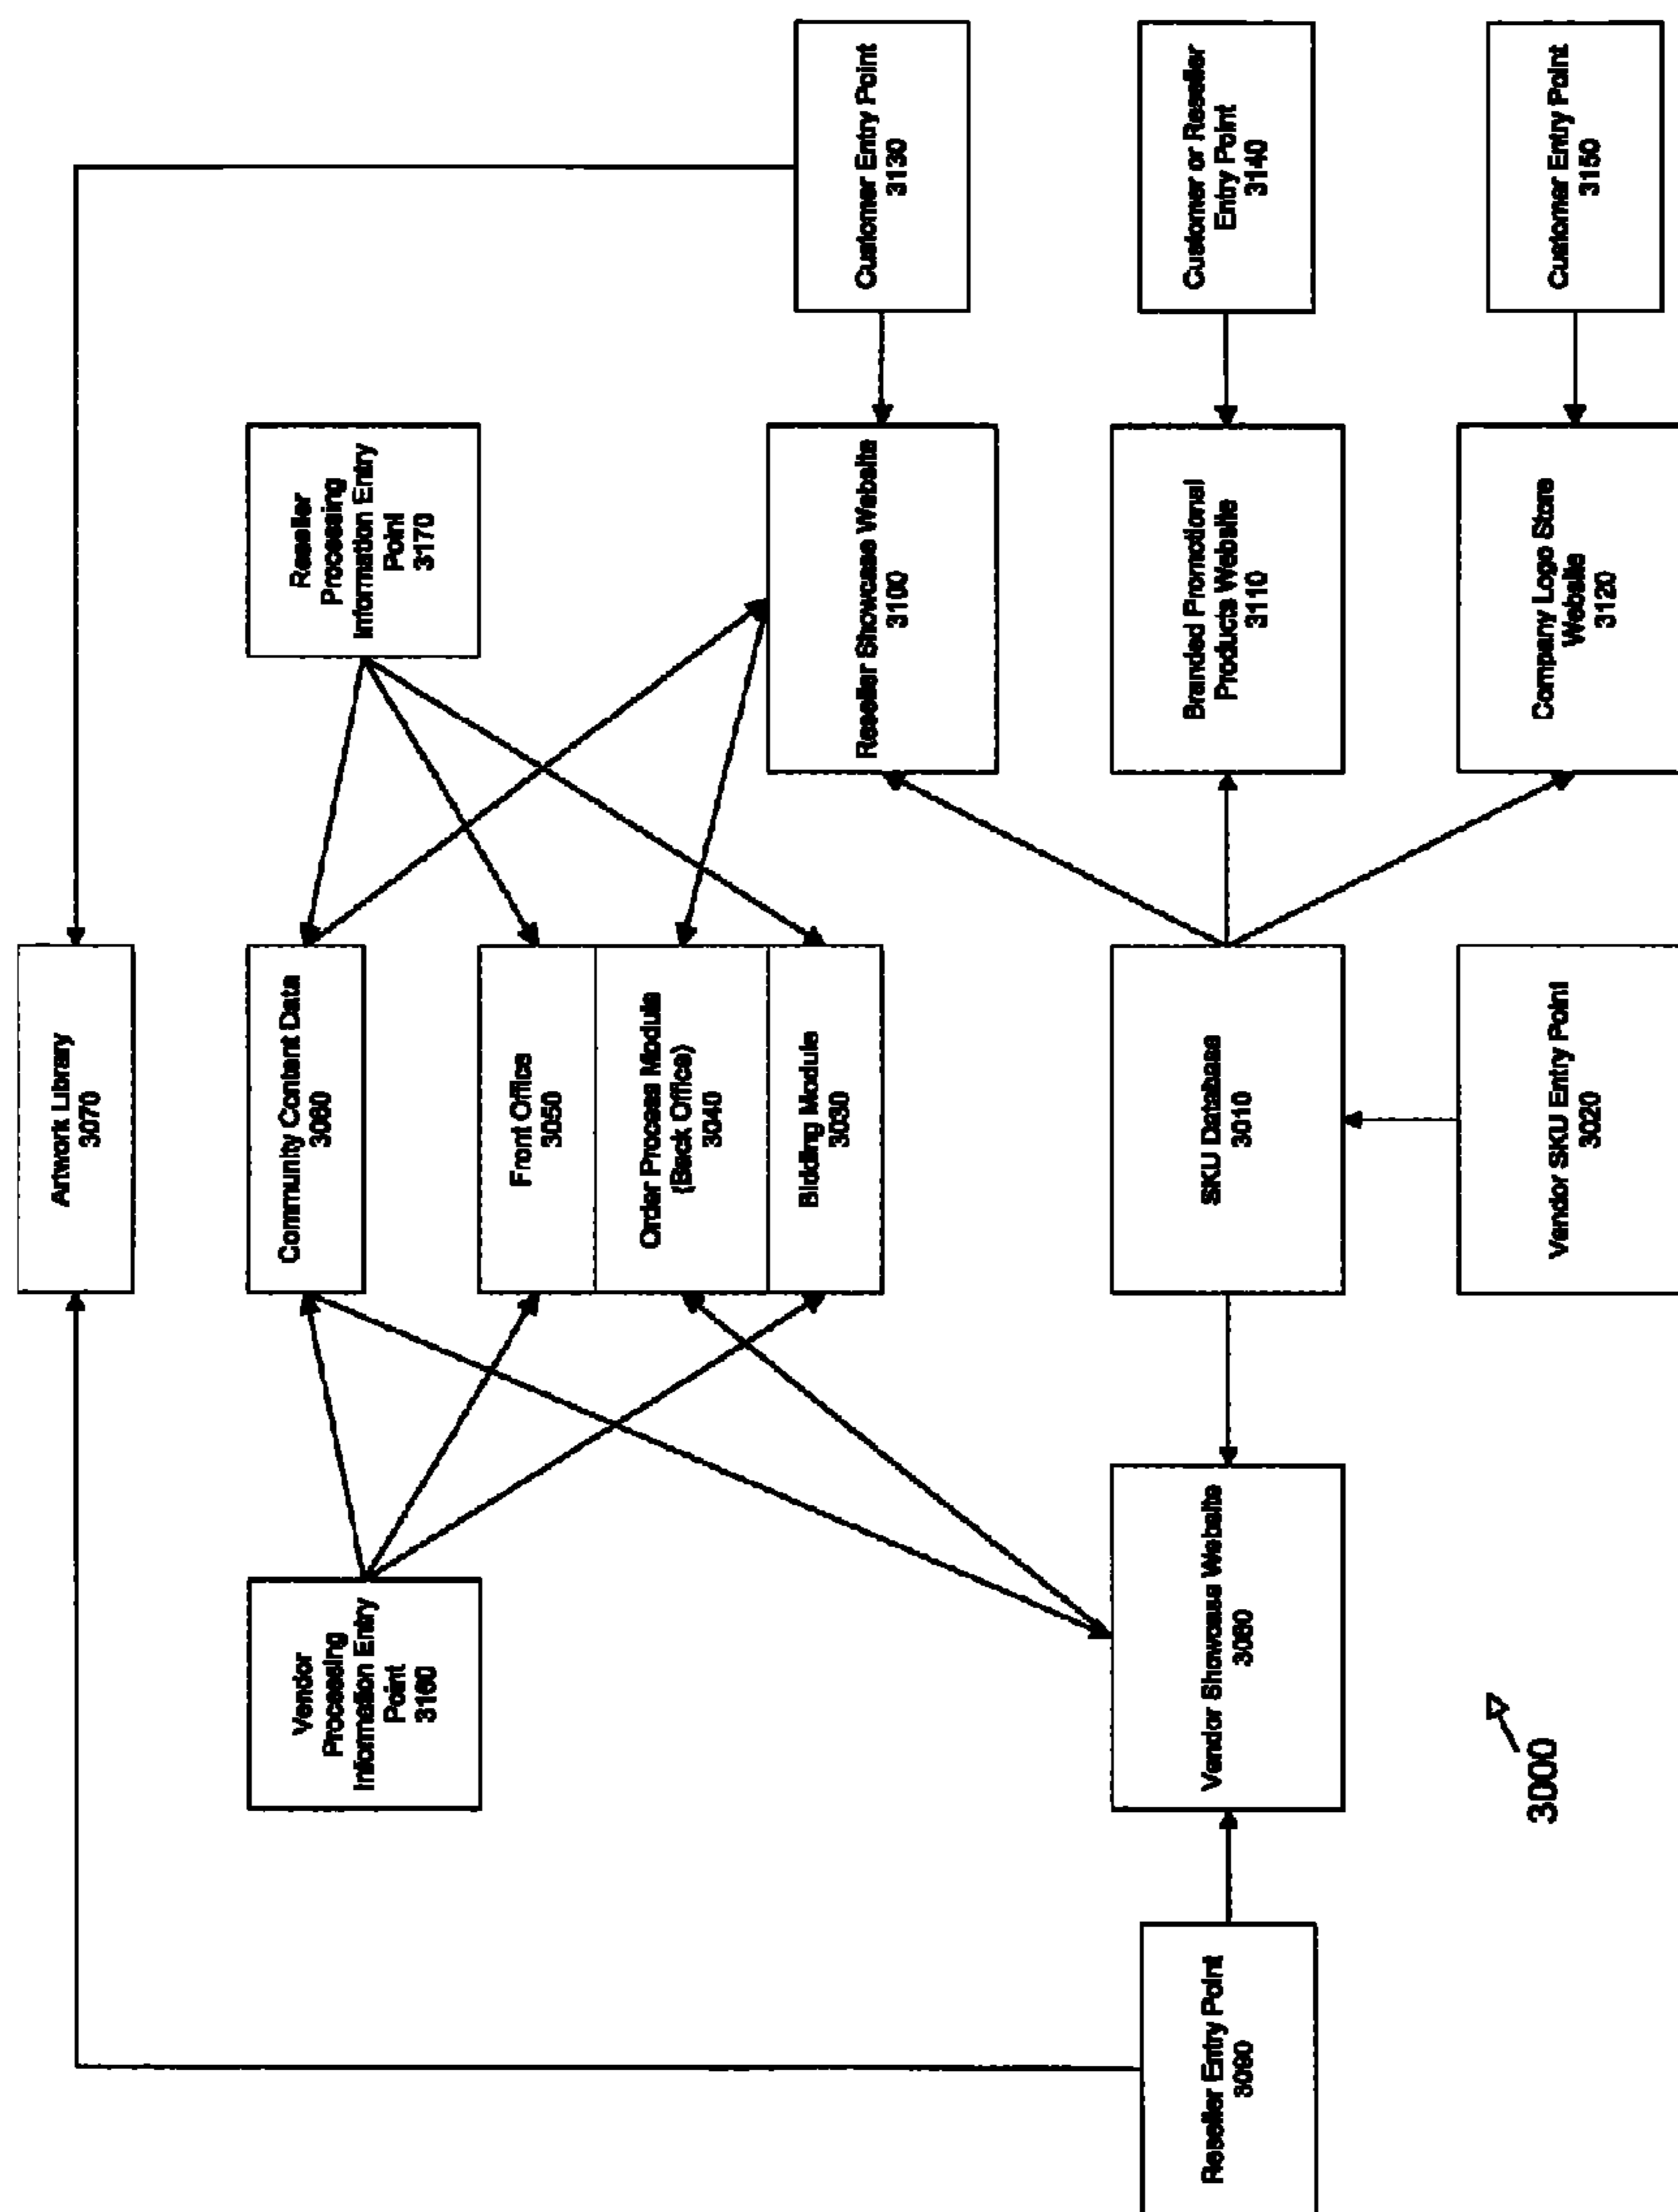 Artwork Library
3070
Vendor
Processing
Information Entry
Point
3160
Community Content Data
3060
Reseller
Processing
Information Entry
Point
3170
Front Office
3050
Order Process Module
(Back Office)
3040
Bidding Module
3030
Reseller Showcase Website
3100
Customer Entry Point
3130
Reseller Entry Point
3090
Vendor Showcase Website
3080
SKU Database
3010
Branded Promotional
Products Website
3110
Customer or Reseller
Entry Point
3140
3000
Vendor SKU Entry Point
3020
Company Logo Store
Website
3120
Customer Entry Point
3150